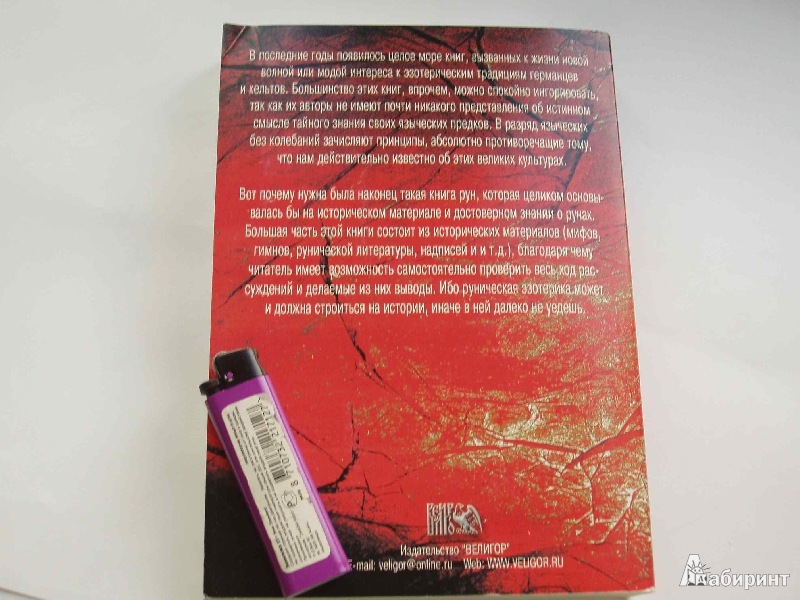 В последние годы появилось целое море книг, вызванных к жизни новой
волной или модой интереса к эзотерическим традициям германцев
и кельтов. Большинство этих книг, впрочем, можно спокойно игнорировать,
так как их авторы не имеют почти никакого представления об истинном
смысле тайного знания своих языческих предков. В разряд языческих
без колебаний зачисляют принципы, абсолютно противоречащие тому,
что нам действительно известно об этих великих культурах.
Вот почему нужна была наконец такая книга рун, которая целиком основы-
валась бы на историческом материале и достоверном знании о рунах.
Большая часть этой книги состоит из исторических материалов (мифов,
гимнов, рунической литературы, надписей и и т.д.), благодаря чему
читатель имеет возможность самостоятельно проверить весь ход рас-
суждений и делаемые из них выводы. Ибо руническая эзотерика может
и должна строиться на истории, иначе в ней далеко не уедешь.
Издательство "ВЕЛИГОР"
E-mail: veligor@online.ru Web: WWW.VELIGOR.RU
Лабиринт